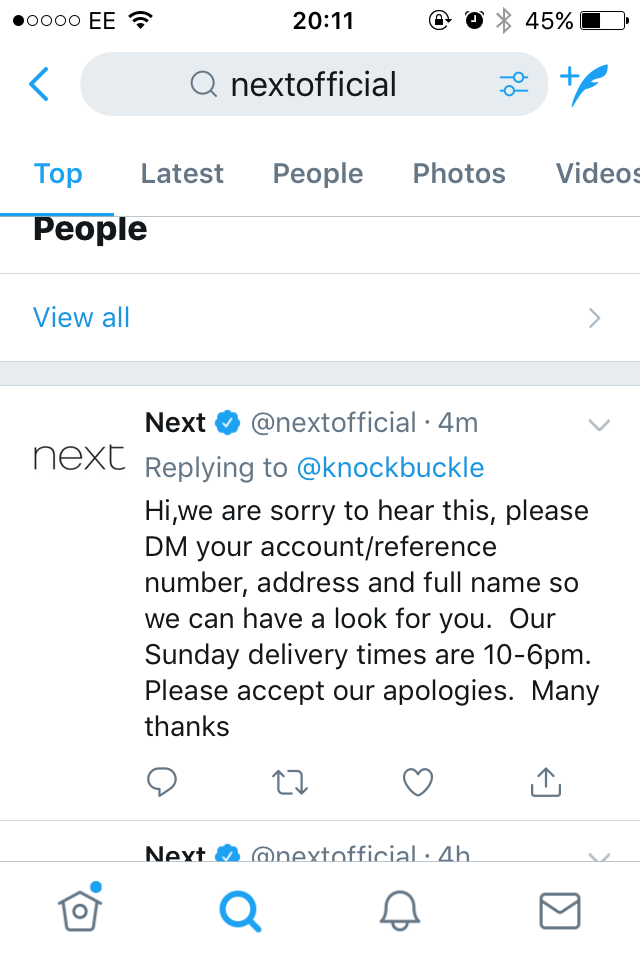 EE 20:11 45%
nextofficial
Top Latest People Photos Videos
People
View all
Next @nextofficial · 4m
next
Replying to @knockbuckle
Hi,we are sorry to hear this, please
DM your account/reference
number, address and full name so
we can have a look for you.  Our
Sunday delivery times are 10-6pm.
Please accept our apologies.  Many
thanks
Next @nextofficial · 4h